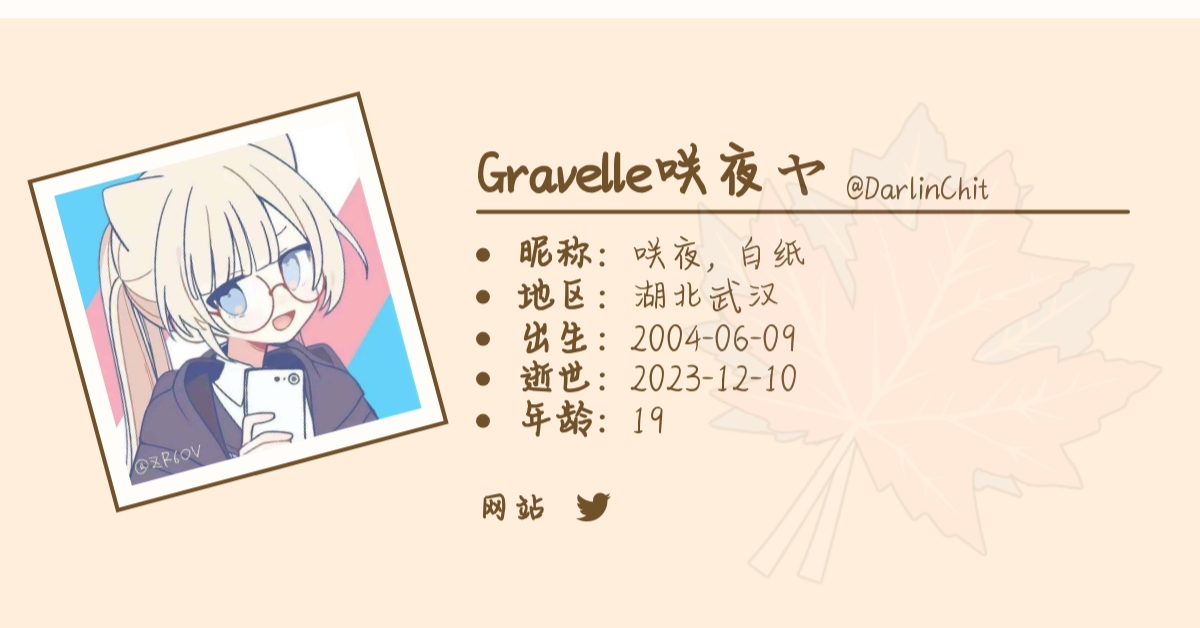 Gravelle咲夜ヤ @DarlinChit
昵称： 咲夜，白纸
地区： 湖北武汉
出生： 2004-06-09
逝世： 2023-12-10
年龄： 19
@ZR6OV
网站